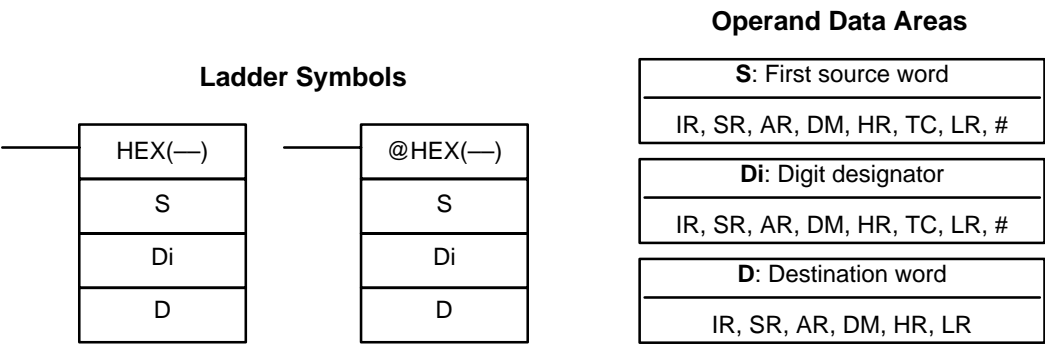 Ladder Symbols
HEX(––)
S
Di
D
@HEX(––)
S
Di
D
Operand Data Areas
S: First source word
IR, SR, AR, DM, HR, TC, LR, #
Di: Digit designator
IR, SR, AR, DM, HR, TC, LR, #
D: Destination word
IR, SR, AR, DM, HR, LR